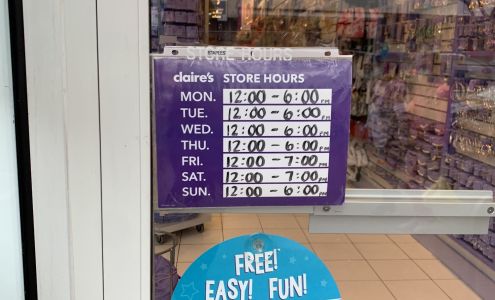 STAPLES
STORE HOURS
claire's STORE HOURS
MON. 12:00 - 6:00 PM
TUE. 12:00 - 6:00 PM
WED. 12:00 - 6:00 PM
THU. 12:00 - 6:00 PM
FRI. 12:00 - 7:00 PM
SAT. 12:00 - 7:00 PM
SUN. 12:00 - 6:00 PM
FREE!
EASY! FUN!